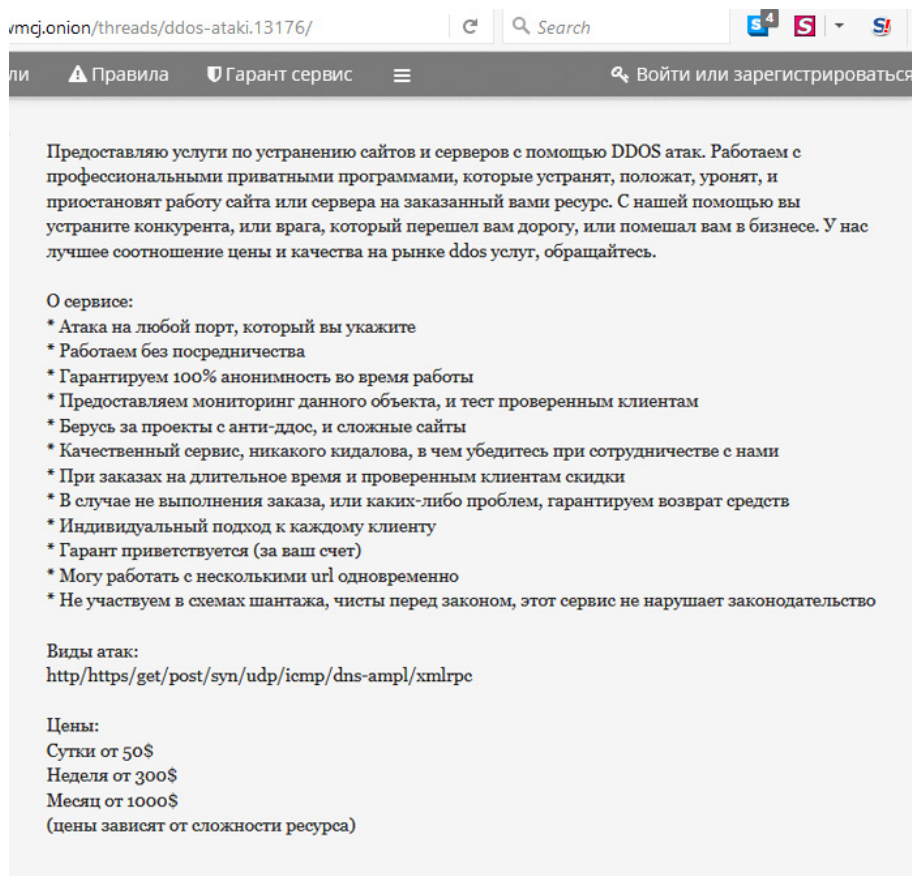 vmcj.onion/threads/ddos-ataki.13176/
Search
4
S
S
S!
ли
Правила
Гарант сервис
Войти или зарегистрироваться
Предоставляю услуги по устранению сайтов и серверов с помощью DDOS атак. Работаем с
профессиональными приватными программами, которые устранят, положат, уронят, и
приостановят работу сайта или сервера на заказанный вами ресурс. С нашей помощью вы
устраните конкурента, или врага, который перешел вам дорогу, или помешал вам в бизнесе. У нас
лучшее соотношение цены и качества на рынке ddos услуг, обращайтесь.
О сервисе:
* Атака на любой порт, который вы укажите
* Работаем без посредничества
* Гарантируем 100% анонимность во время работы
* Предоставляем мониторинг данного объекта, и тест проверенным клиентам
* Берусь за проекты с анти-ддос, и сложные сайты
* Качественный сервис, никакого кидалова, в чем убедитесь при сотрудничестве с нами
* При заказах на длительное время и проверенным клиентам скидки
* В случае не выполнения заказа, или каких-либо проблем, гарантируем возврат средств
* Индивидуальный подход к каждому клиенту
* Гарант приветствуется (за ваш счет)
* Могу работать с несколькими url одновременно
* Не участвуем в схемах шантажа, чисты перед законом, этот сервис не нарушает законодательство
Виды атак:
http/https/get/post/syn/udp/icmp/dns-ampl/xmlrpc
Цены:
Сутки от 50$
Неделя от 300$
Месяц от 1000$
(цены зависят от сложности ресурса)